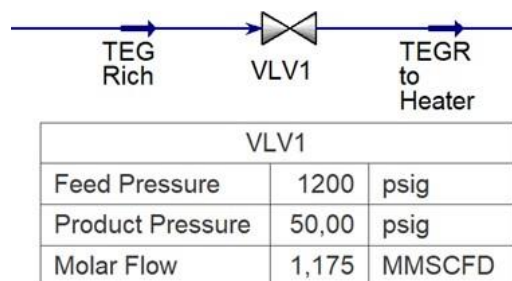 TEG
Rich
VLV1
TEGR
to
Heater
VLV1
Feed Pressure 1200 psig
Product Pressure 50,00 psig
Molar Flow 1,175 MMSCFD